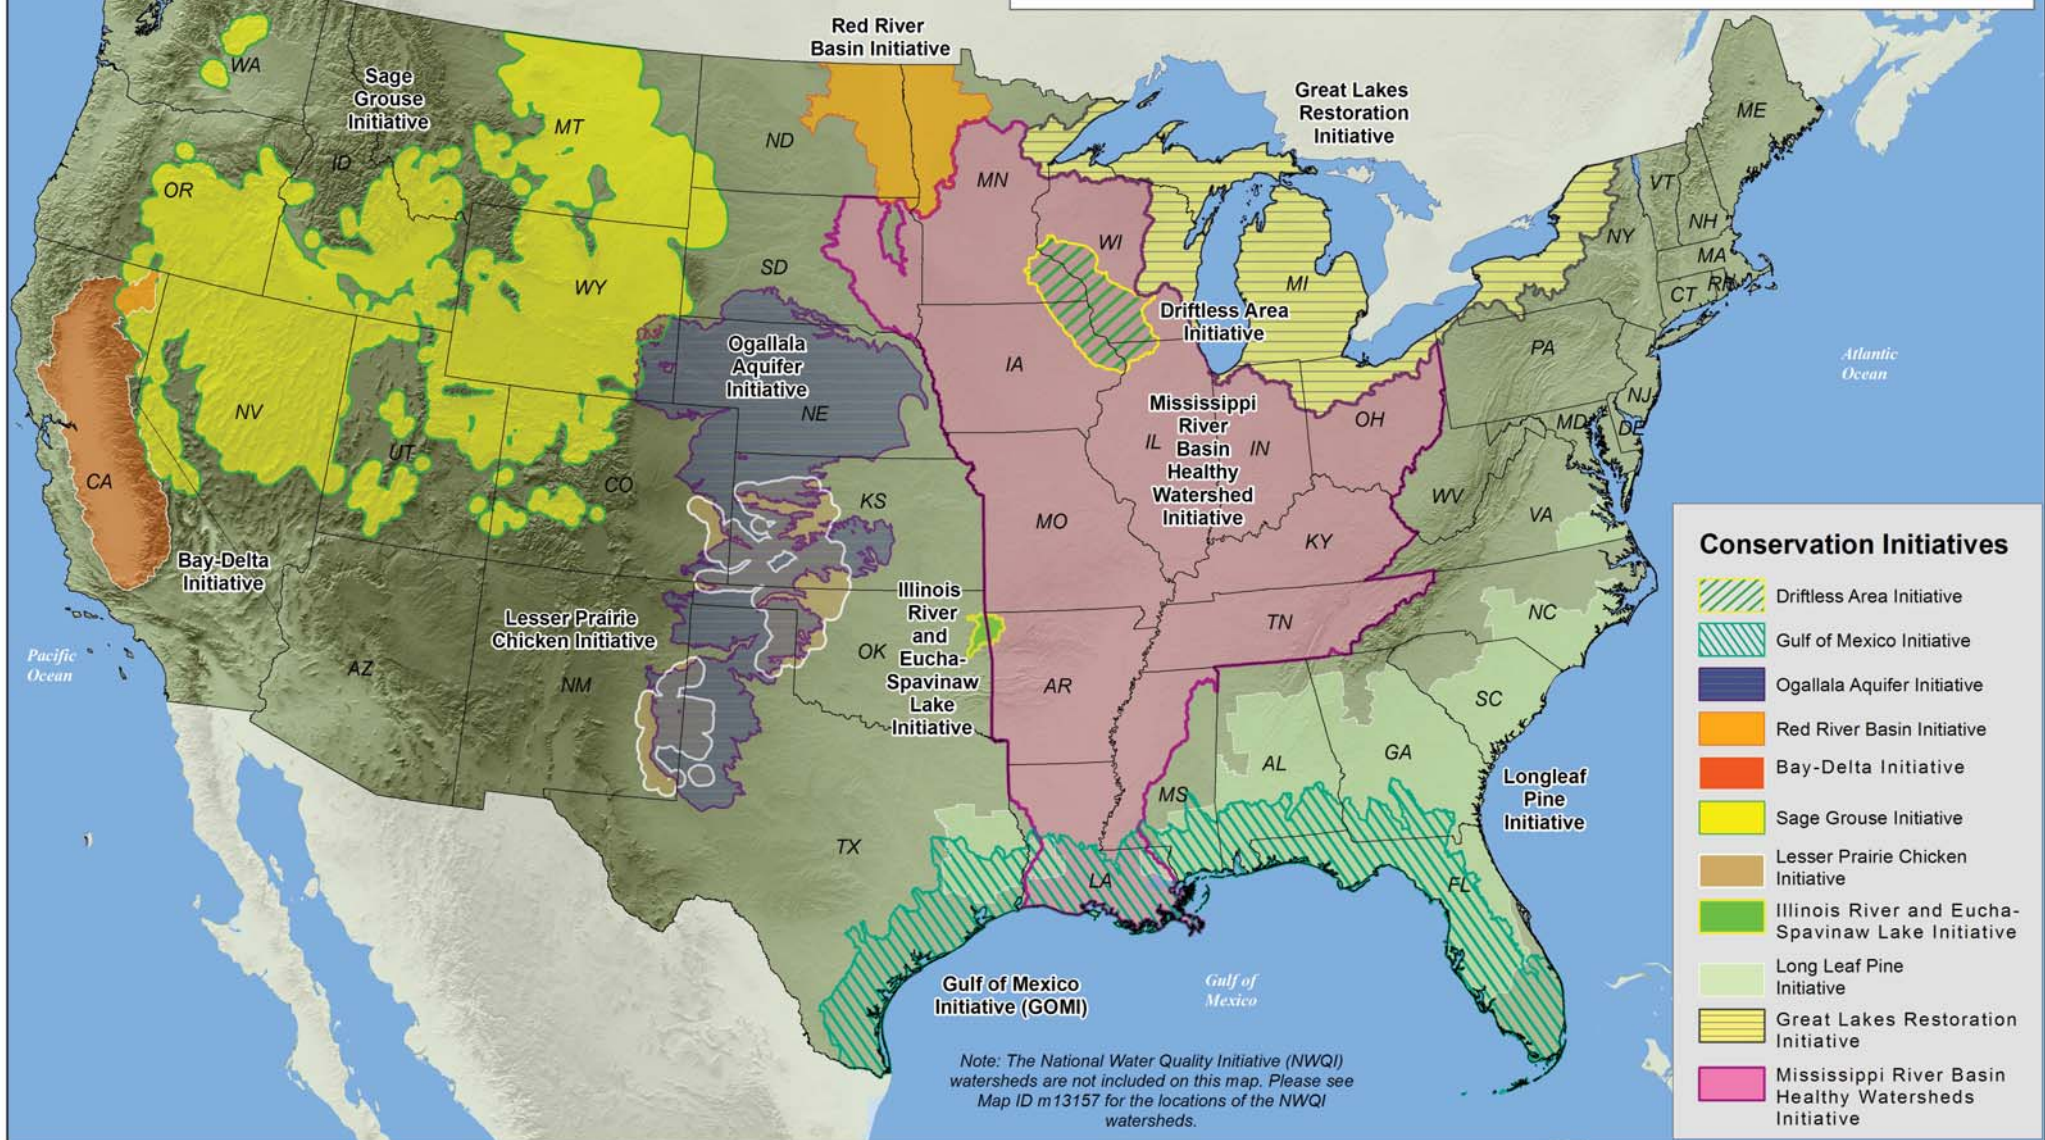 Red River
Basin Initiative
Sage
Grouse
Initiative
Great Lakes
Restoration
Initiative
WA
MT
ND
MN
ME
OR
ID
VT
NH
NY
MA
CT
WI
SD
WY
MI
Driftless Area
Initiative
Ogallala
Aquifer
Initiative
IA
PA
NJ
Atlantic
Ocean
NV
NE
UT
CO
Mississippi
River
Basin
Healthy
Watershed
Initiative
IL
IN
OH
MD
DE
CA
KS
MO
WV
VA
KY
Bay-Delta
Initiative
Lesser Prairie
Chicken Initiative
Illinois
River
and
Eucha-
Spavinaw
Lake
Initiative
OK
TN
NC
Pacific
Ocean
AZ
NM
AR
SC
AL
GA
MS
Longleaf
Pine
Initiative
TX
LA
FL
Gulf of Mexico
Initiative (GOMI)
Gulf of
Mexico
Note: The National Water Quality Initiative (NWQI)
watersheds are not included on this map. Please see
Map ID m13157 for the locations of the NWQI
watersheds.
Conservation Initiatives
Driftless Area Initiative
Gulf of Mexico Initiative
Ogallala Aquifer Initiative
Red River Basin Initiative
Bay-Delta Initiative
Sage Grouse Initiative
Lesser Prairie Chicken
Initiative
Illinois River and Eucha-
Spavinaw Lake Initiative
Long Leaf Pine
Initiative
Great Lakes Restoration
Initiative
Mississippi River Basin
Healthy Watersheds
Initiative